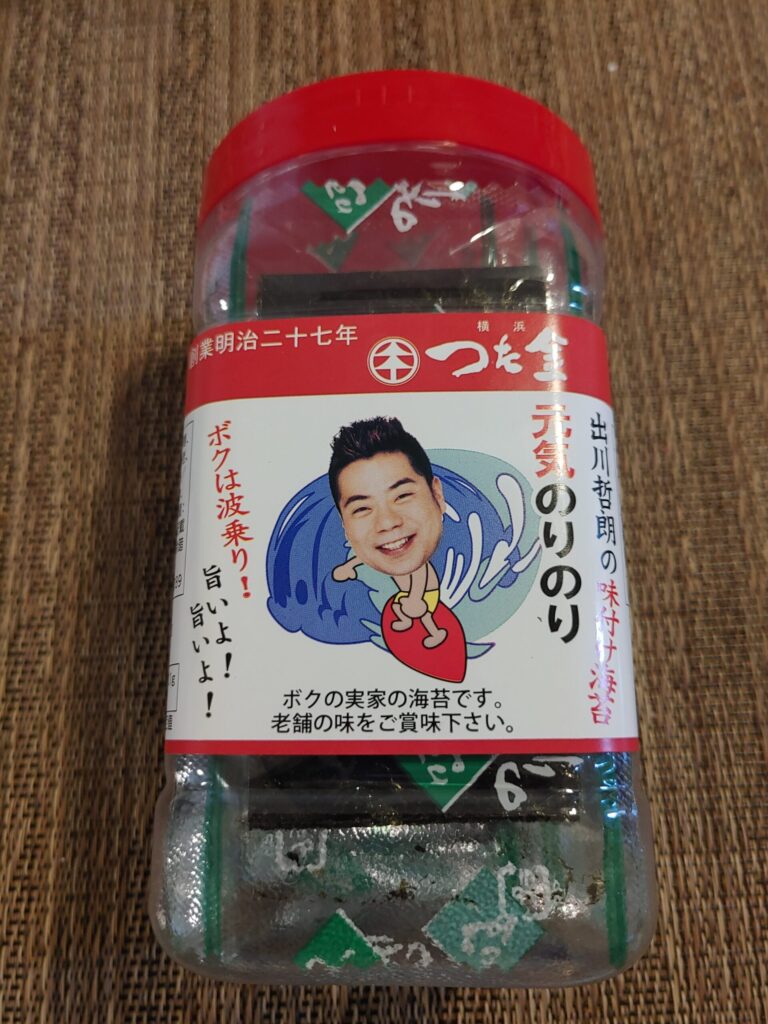 創業明治二十七年
横浜
つた金
出川哲朗の味付け海苔
元気のりのり
ボクは波乗り！
旨いよ！
旨いよ！
ボクの実家の海苔です。
老舗の味をご賞味下さい。